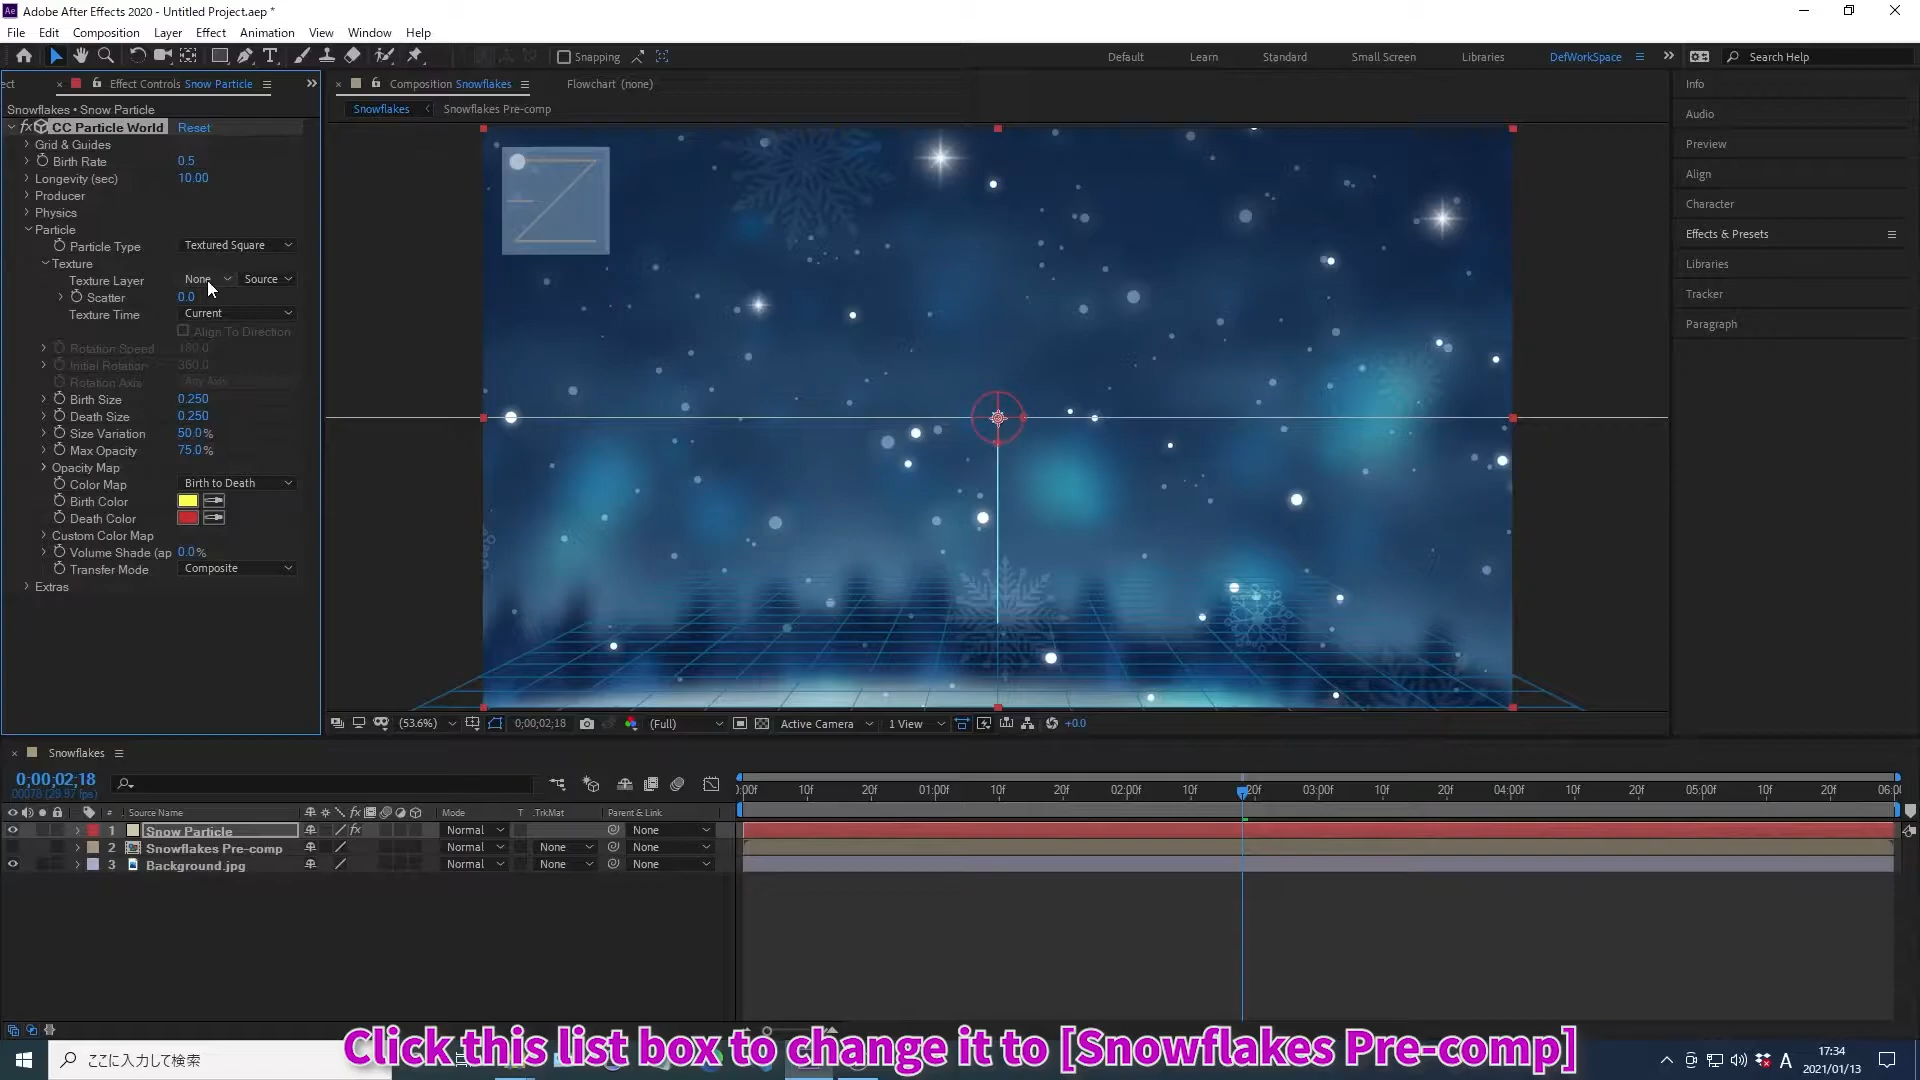 Adobe After Effects 2020 - Untitled Project.aep *
File Edit Composition Layer Effect Animation View Window Help
Snapping Default Learn Standard Small Screen Libraries DefWorkSpace Search Help
ect Effect Controls Snow Particle
Composition Snowflakes Flowchart (none)
Snowflakes • Snow Particle
Snowflakes Snowflakes Pre-comp
fx CC Particle World Reset
Grid & Guides
Birth Rate 0.5
Longevity (sec) 10.00
Producer
Physics
Particle
Particle Type Textured Square
Texture
Texture Layer None Source
Scatter 0.0
Texture Time Current
Align To Direction
Rotation Speed 180.0
Initial Rotation 360.0
Rotation Axis Any Axis
Birth Size 0.250
Death Size 0.250
Size Variation 50.0%
Max Opacity 75.0%
Opacity Map
Color Map Birth to Death
Birth Color
Death Color
Custom Color Map
Volume Shade (ap 0.0%
Transfer Mode Composite
Extras
Info
Audio
Preview
Align
Character
Effects & Presets
Libraries
Tracker
Paragraph
(53.6%) 0;00;02;18 (Full) Active Camera 1 View +0.0
Snowflakes
0;00;02;18
00078 (29.97 fps)
):00f 10f 20f 01:00f 10f 20f 02:00f 10f 20f 03:00f 10f 20f 04:00f 10f 20f 05:00f 10f 20f 06:0
# Source Name fx Mode T .TrkMat Parent & Link
1 Snow Particle fx Normal None
2 Snowflakes Pre-comp Normal None None
3 Background.jpg Normal None None
Click this list box to change it to [Snowflakes Pre-comp]
ここに入力して検索
A 17:34
2021/01/13